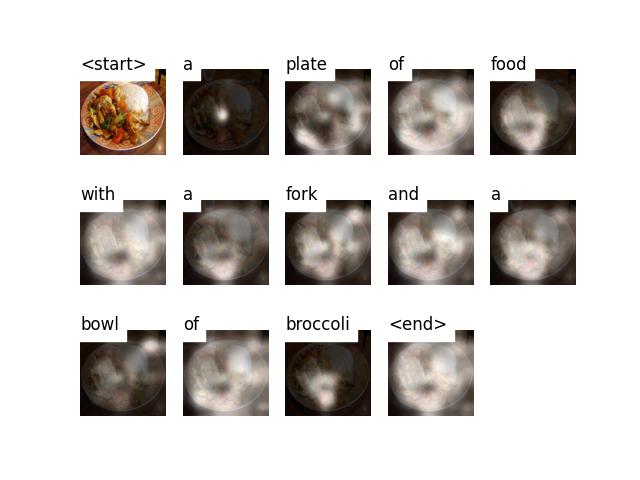 <start> a plate of food
with a fork and a
bowl of broccoli <end>